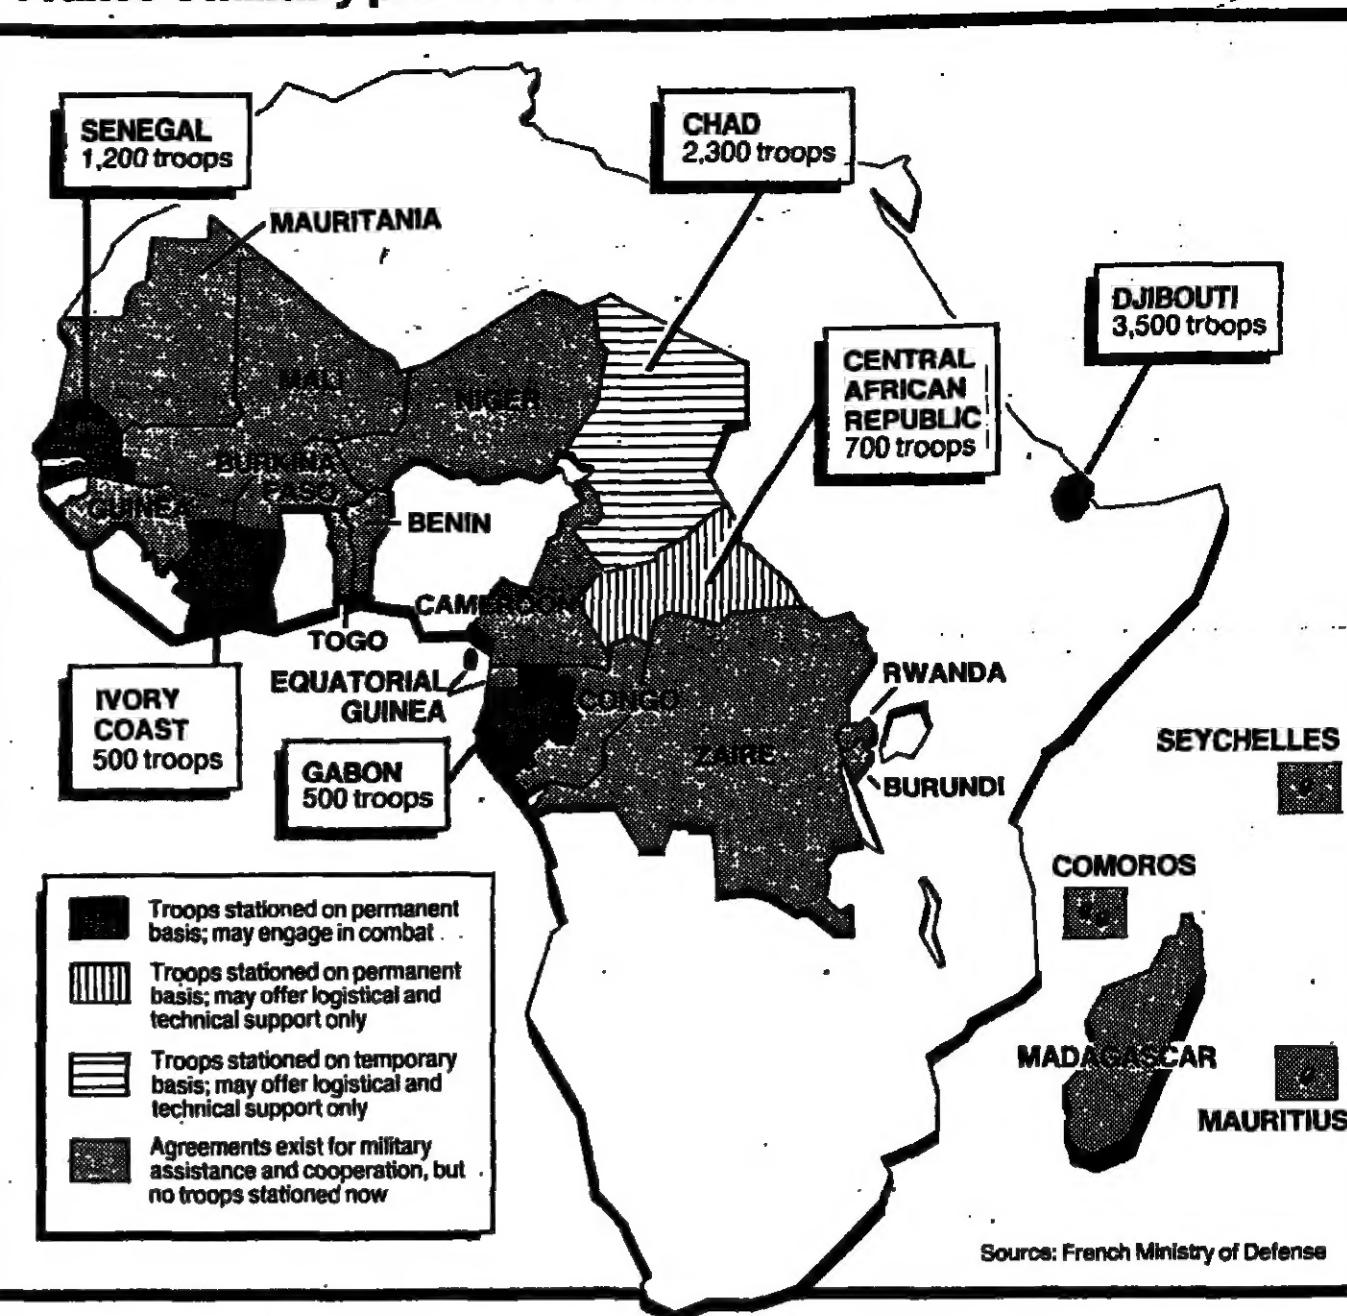 SENEGAL
1,200 troops
CHAD
2,300 troops
MAURITANIA
DJIBOUTI
3,500 troops
CENTRAL
AFRICAN
REPUBLIC
700 troops
MALI
NIGER
BURKINA
FASO
GUINEA
BENIN
CAMEROON
TOGO
EQUATORIAL
GUINEA
CONGO
RWANDA
ZAIRE
BURUNDI
IVORY
COAST
500 troops
GABON
500 troops
SEYCHELLES
COMOROS
MADAGASCAR
MAURITIUS
Troops stationed on permanent
basis; may engage in combat
Troops stationed on permanent
basis; may offer logistical and
technical support only
Troops stationed on temporary
basis; may offer logistical and
technical support only
Agreements exist for military
assistance and cooperation, but
no troops stationed now
Source: French Ministry of Defense